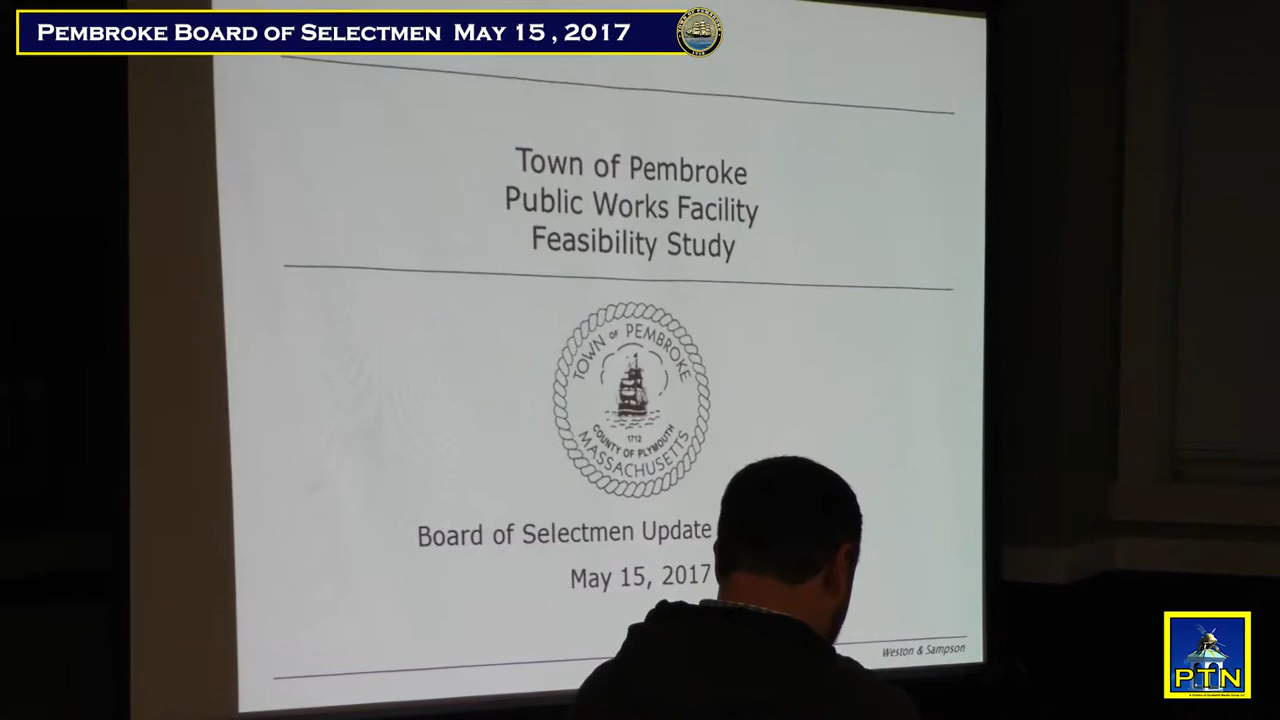 PEMBROKE BOARD OF SELECTMEN MAY 15 , 2017
Town of Pembroke
Public Works Facility
Feasibility Study
TOWN OF PEMBROKE
1712
COUNTY OF PLYMOUTH
MASSACHUSETTS
Board of Selectmen Update
May 15, 2017
Weston & Sampson
PTN